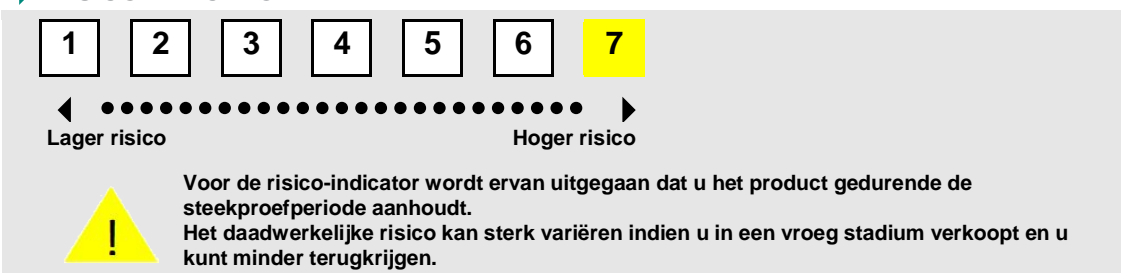 1 2 3 4 5 6 7
Lager risico Hoger risico
Voor de risico-indicator wordt ervan uitgegaan dat u het product gedurende de
steekproefperiode aanhoudt.
!
Het daadwerkelijke risico kan sterk variëren indien u in een vroeg stadium verkoopt en u
kunt minder terugkrijgen.